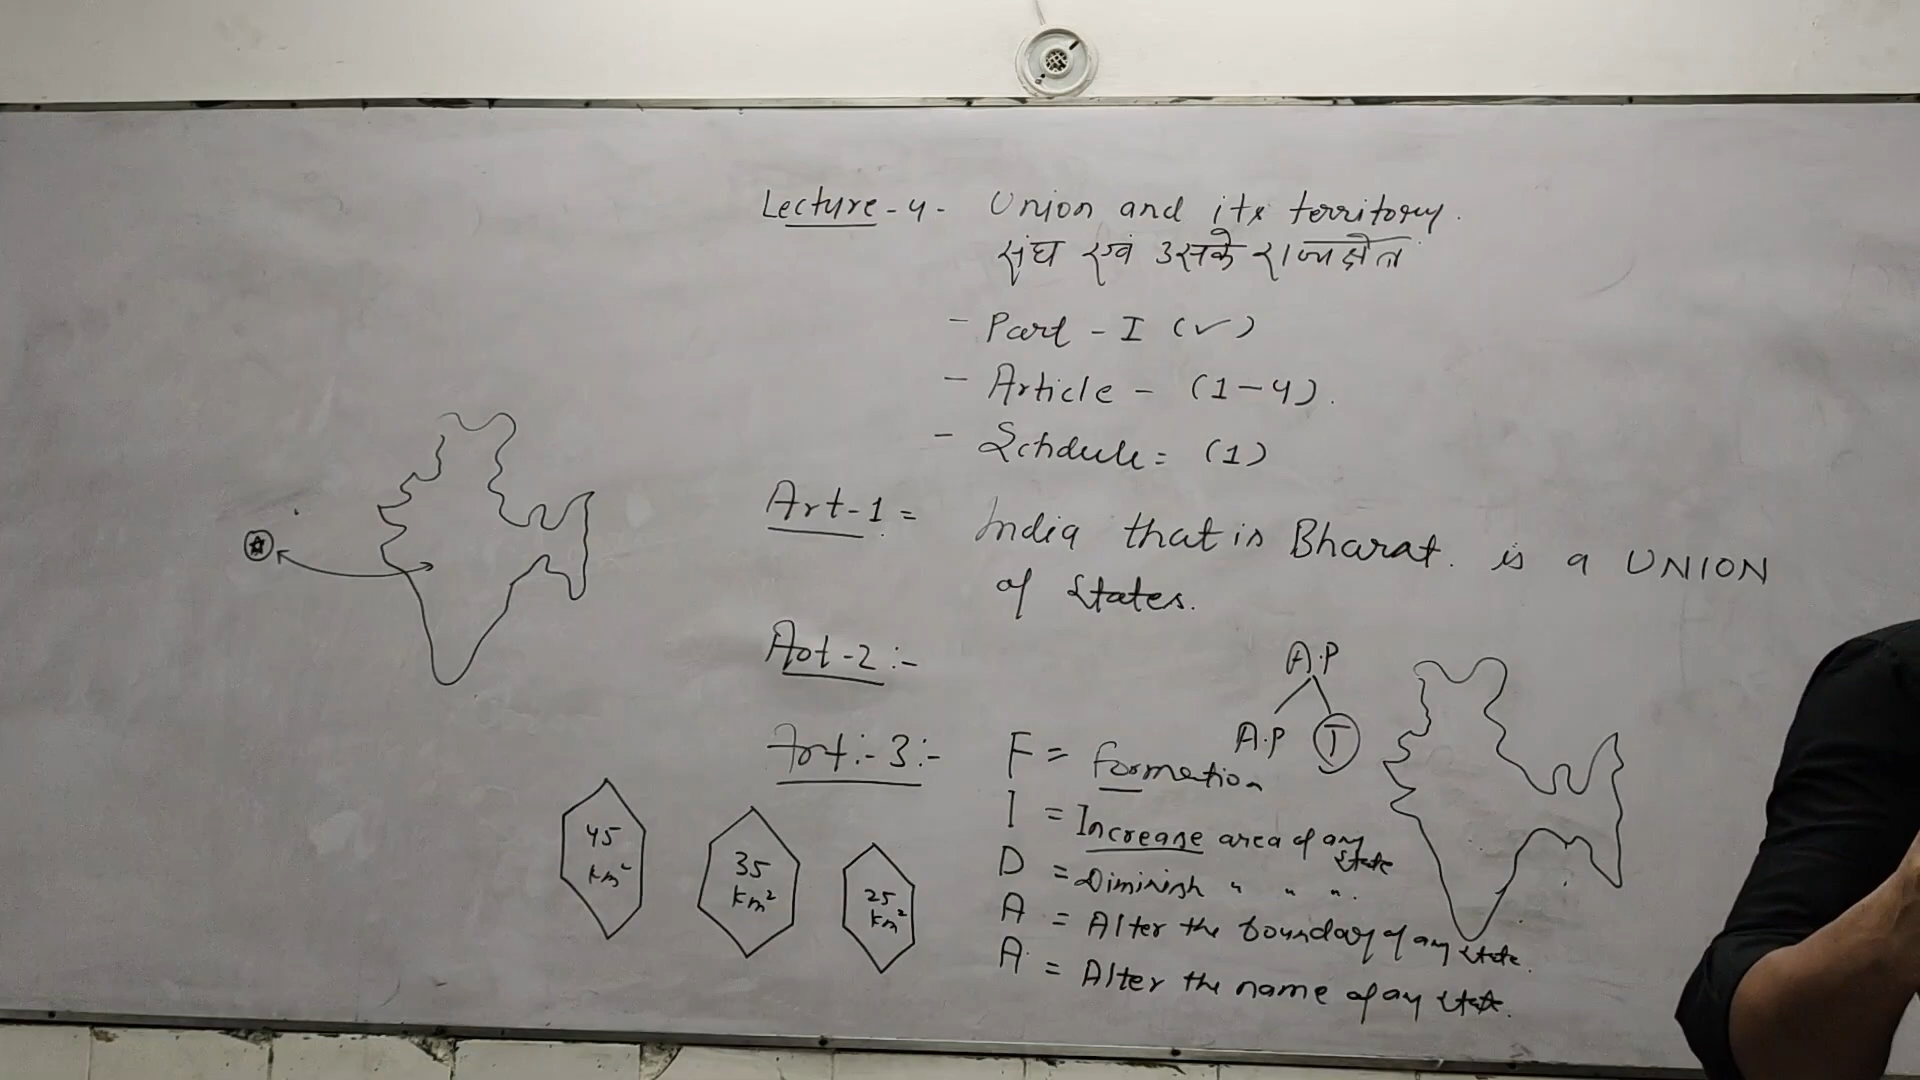 Lecture-4- Union and its territory.
संघ एवं उसके राज्यक्षेत्र
- Part - I (✓)
- Article - (1-4).
- Schdule = (1)
Art-1 = India that is Bharat. is a UNION
of States.
Art-2 :-
A.P
A.P T
Art:-3:- F = formation
I = Increase area of any
state
D = Diminish " " ".
A = Alter the boundary of any state.
A = Alter the name of any state.
45
km²
35
km²
25
km²